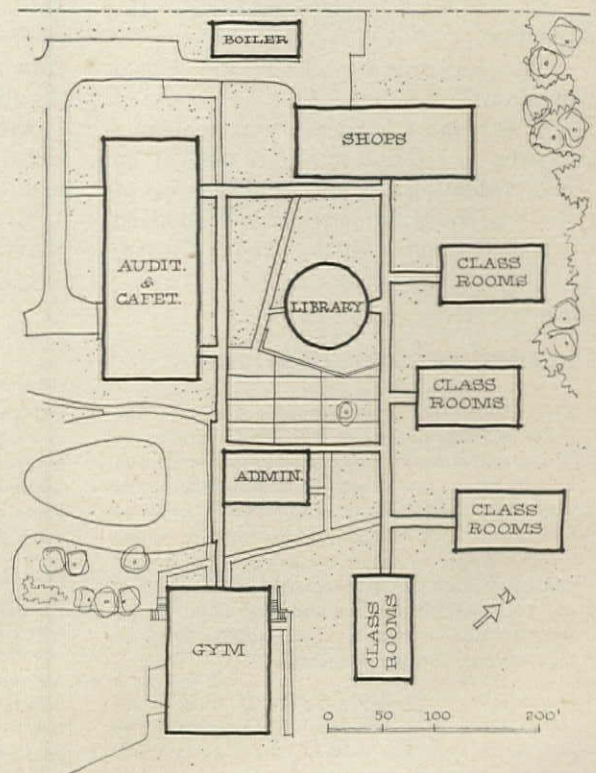 BOILER
SHOPS
AUDIT.
&
CAFET.
LIBRARY
CLASS
ROOMS
CLASS
ROOMS
ADMIN.
CLASS
ROOMS
GYM
CLASS
ROOMS
N
0 50 100 200'